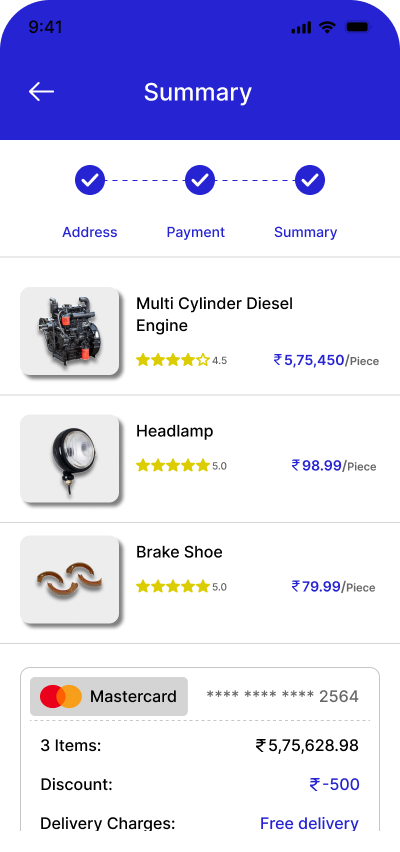 9:41
Summary
Address Payment Summary
Multi Cylinder Diesel
Engine
4.5 ₹5,75,450/Piece
Headlamp
5.0 ₹98.99/Piece
Brake Shoe
5.0 ₹79.99/Piece
Mastercard **** **** **** 2564
3 Items: ₹5,75,628.98
Discount: ₹-500
Delivery Charges: Free delivery